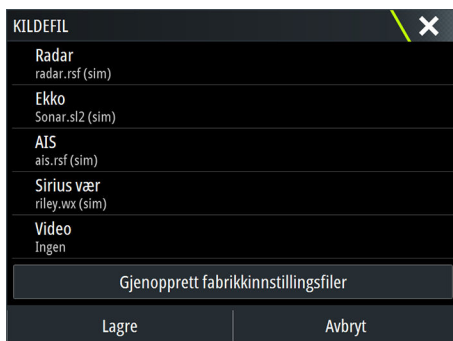 KILDEFIL
Radar
radar.rsf (sim)
Ekko
Sonar.sl2 (sim)
AIS
ais.rsf (sim)
Sirius vær
riley.wx (sim)
Video
Ingen
Gjenopprett fabrikkinnstillingsfiler
Lagre
Avbryt